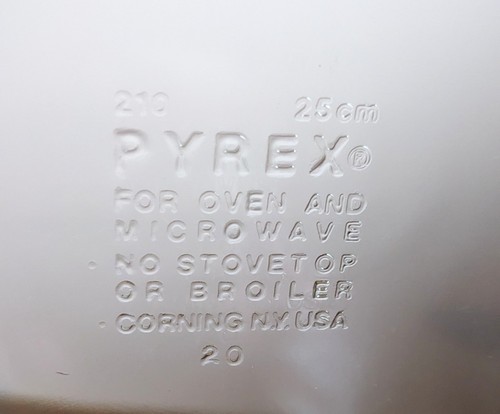 210 25cm
PYREX®
FOR OVEN AND
MICROWAVE
NO STOVETOP
OR BROILER
CORNING N.Y. USA
20